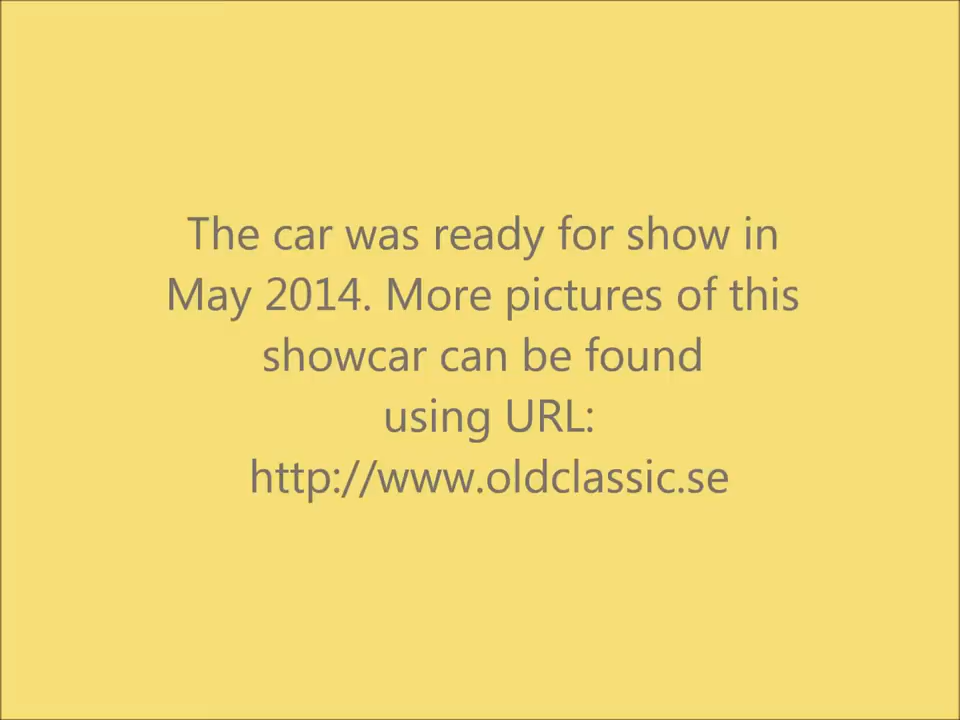 The car was ready for show in
May 2014. More pictures of this
showcar can be found
using URL:
http://www.oldclassic.se